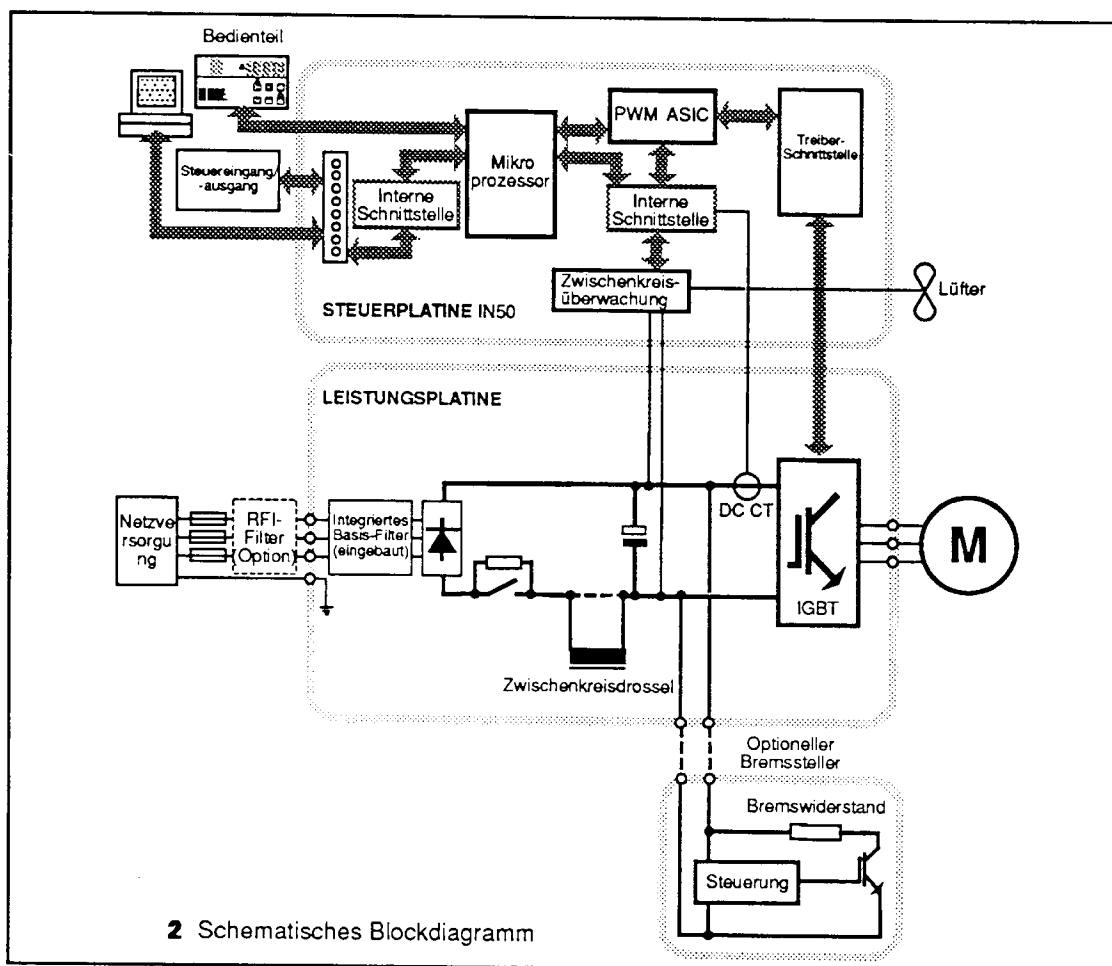 Bedienteil
PWM ASIC
Treiber-
Schnittstelle
Mikro
prozessor
Steuereingang/
-ausgang
Interne
Schnittstelle
Interne
Schnittstelle
Zwischenkreis-
überwachung
Lüfter
STEUERPLATINE IN50
LEISTUNGSPLATINE
Netzve
rsorgu
ng
RFI-
Filter
(Option)
Integriertes
Basis-Filter
(eingebaut)
DC CT
IGBT
M
Zwischenkreisdrossel
Optioneller
Bremssteller
Bremswiderstand
Steuerung
2 Schematisches Blockdiagramm